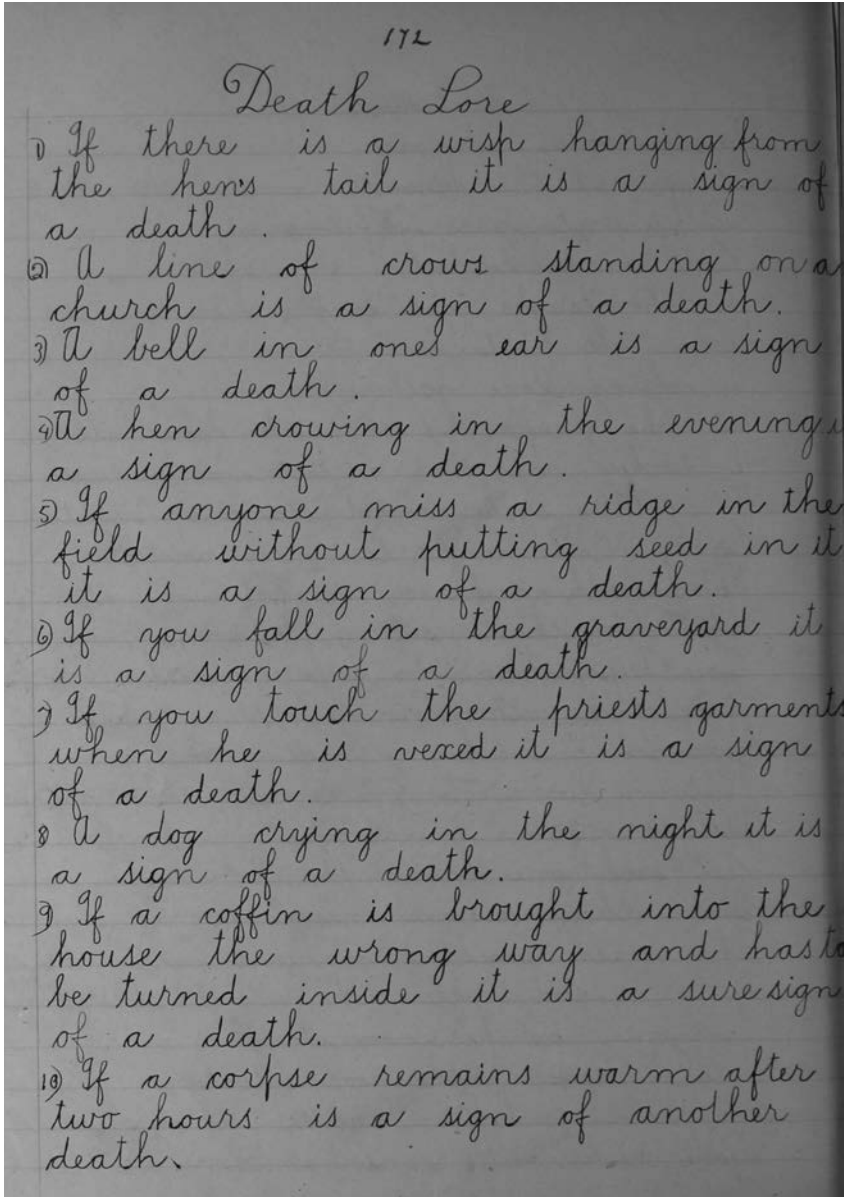 172
Death Lore
1) If there is a wisp hanging from
the hen's tail it is a sign of
a death.
(2) A line of crows standing on a
church is a sign of a death.
3) A bell in ones ear is a sign
of a death.
4) A hen crowing in the evening
a sign of a death.
5) If anyone miss a ridge in the
field without putting seed in it
it is a sign of a death.
6) If you fall in the graveyard it
is a sign of a death.
7) If you touch the priests garments
when he is vexed it is a sign
of a death.
8 A dog crying in the night it is
a sign of a death.
9) If a coffin is brought into the
house the wrong way and has to
be turned inside it is a sure sign
of a death.
10) If a corpse remains warm after
two hours is a sign of another
death.